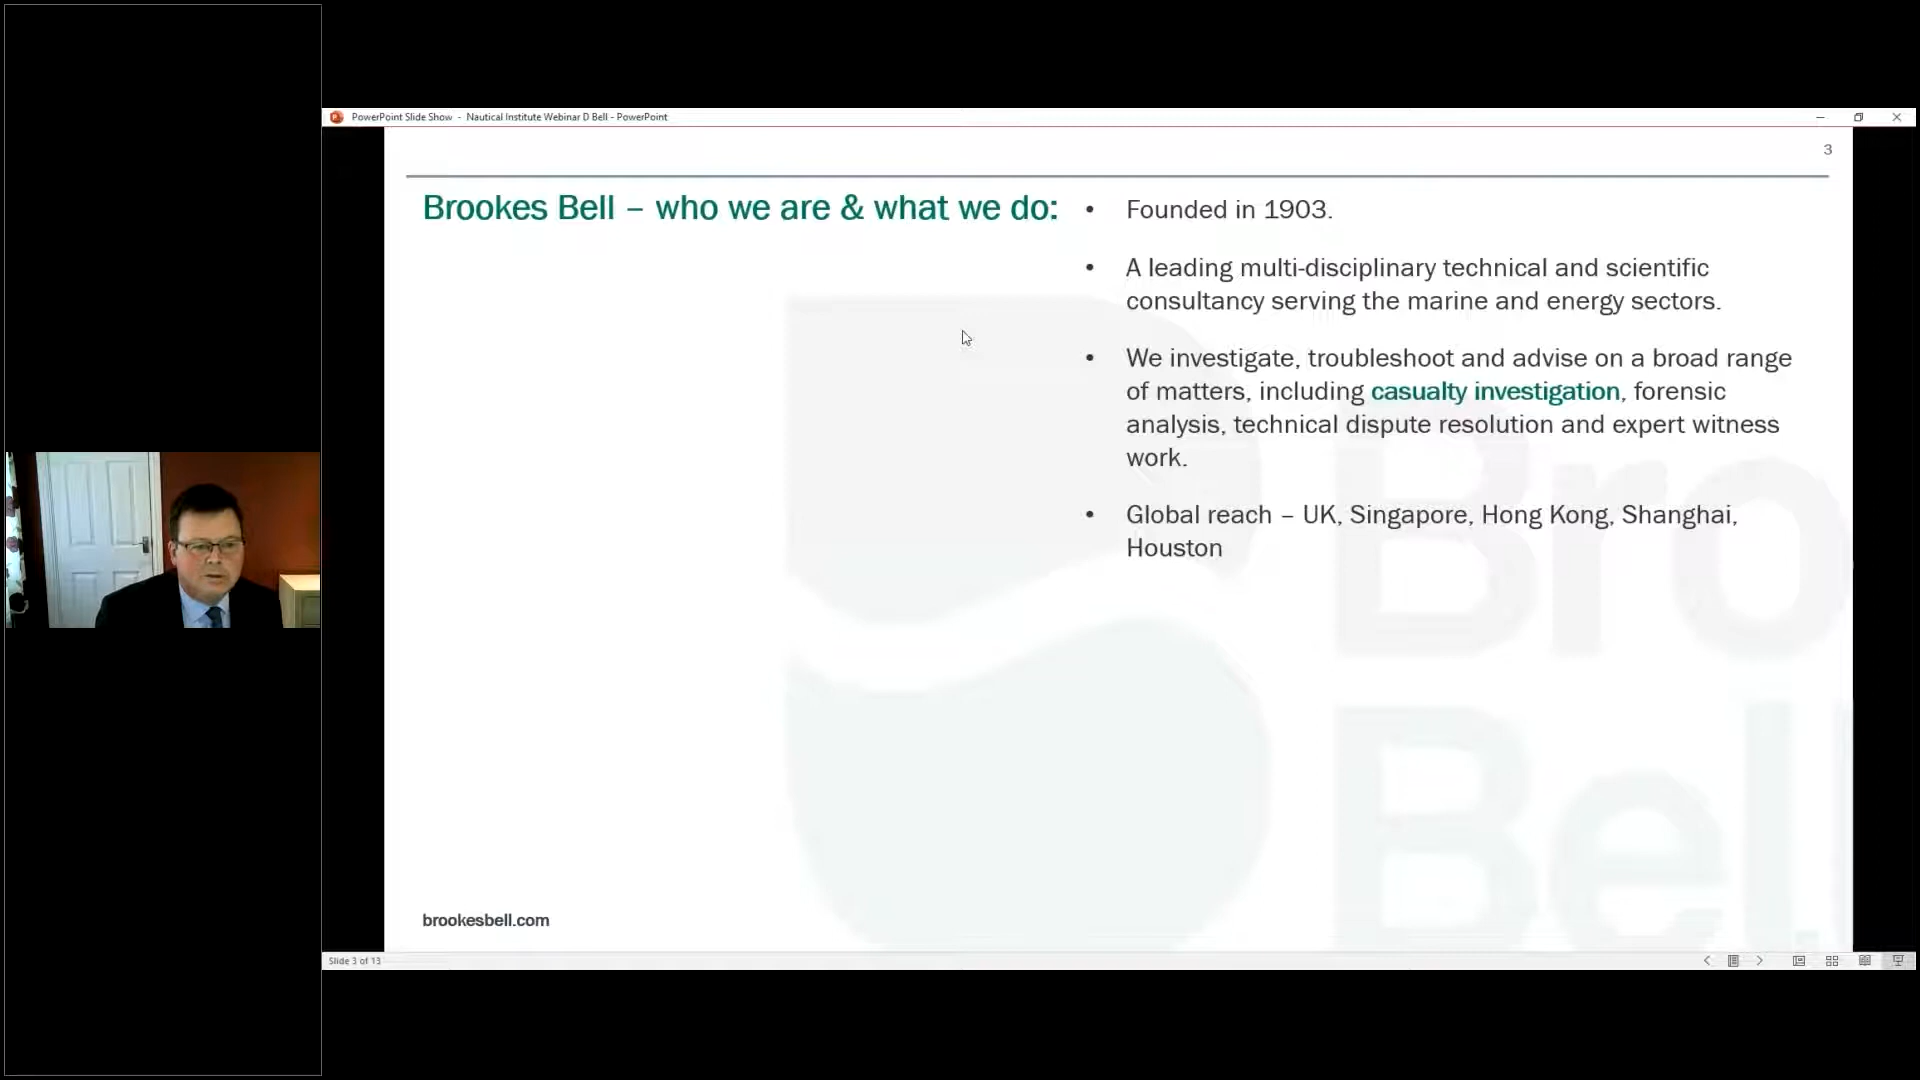 PowerPoint Slide Show - Nautical Institute Webinar D Bell - PowerPoint
3
Brookes Bell – who we are & what we do:
• Founded in 1903.
• A leading multi-disciplinary technical and scientific
consultancy serving the marine and energy sectors.
• We investigate, troubleshoot and advise on a broad range
of matters, including casualty investigation, forensic
analysis, technical dispute resolution and expert witness
work.
• Global reach – UK, Singapore, Hong Kong, Shanghai,
Houston
Bro
Bell
brookesbell.com
Slide 3 of 13